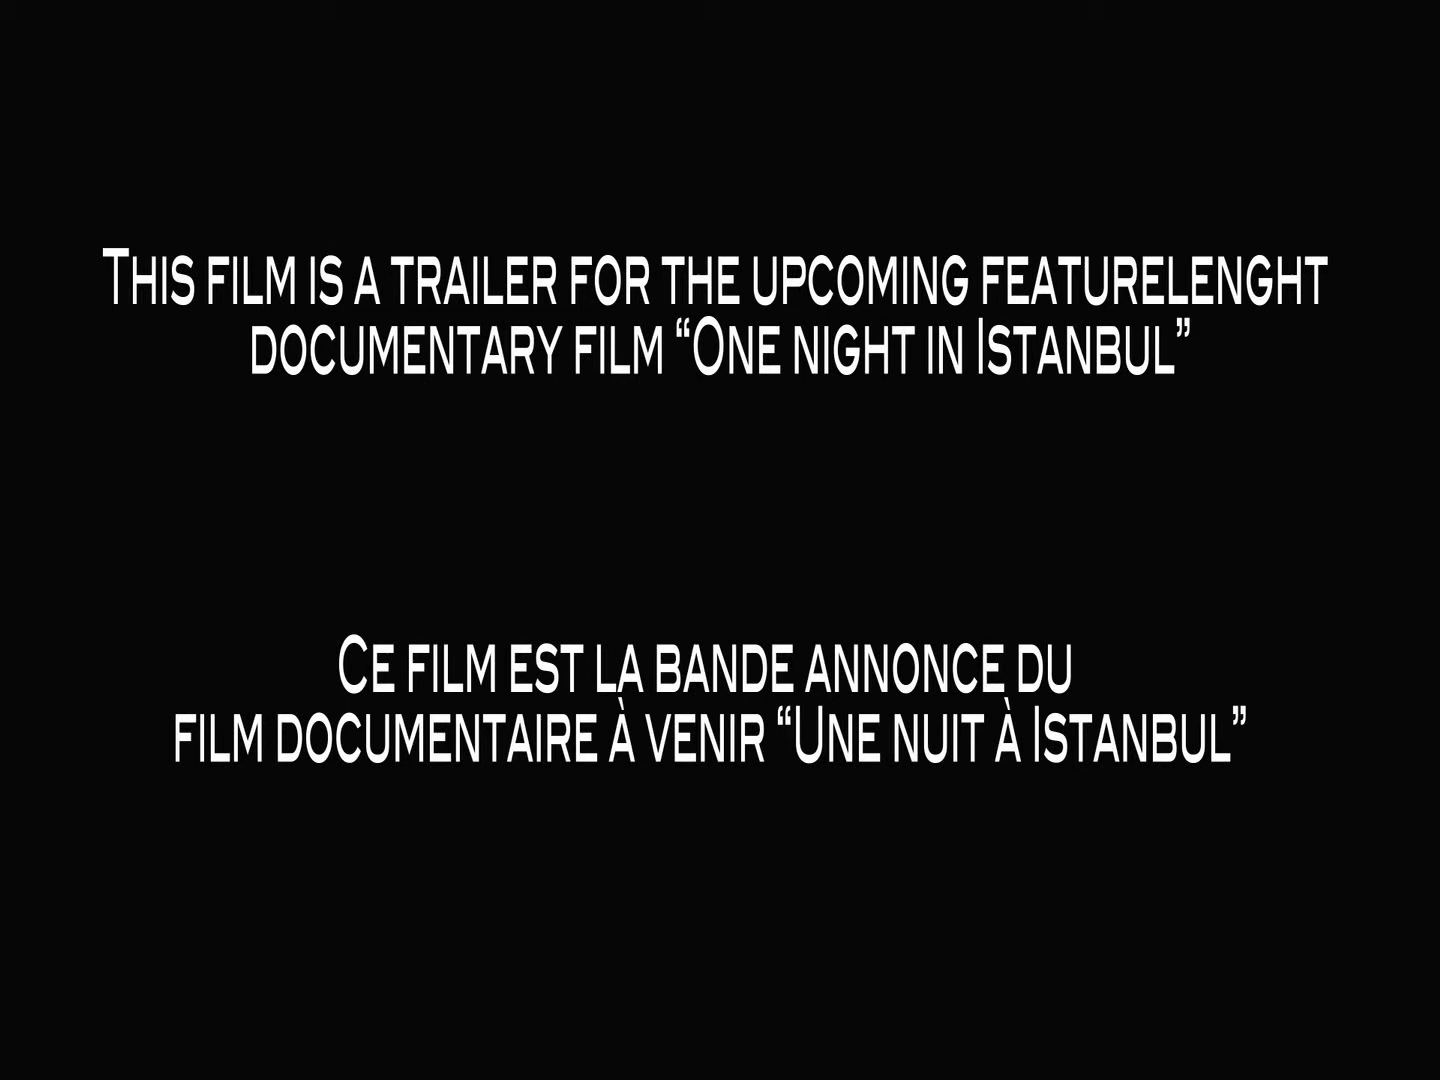 This film is a trailer for the upcoming featurelenght
documentary film “One night in Istanbul”
Ce film est la bande annonce du
film documentaire à venir “Une nuit à Istanbul”